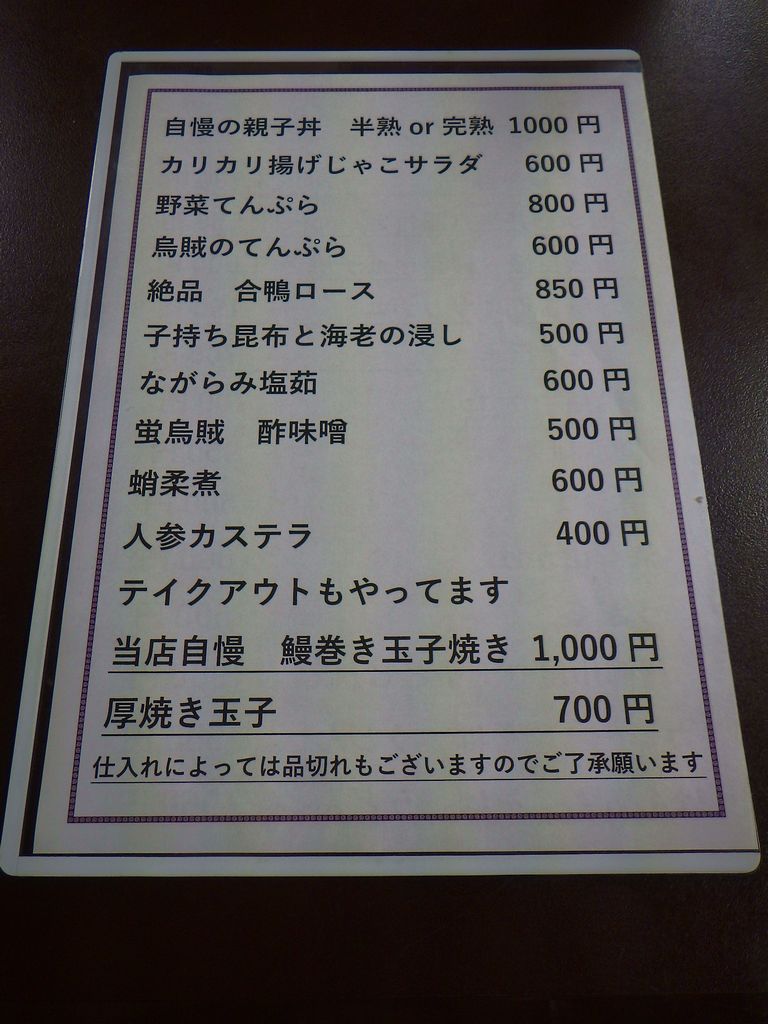 自慢の親子丼　半熟 or 完熟 1000 円
カリカリ揚げじゃこサラダ　600 円
野菜てんぷら　800 円
烏賊のてんぷら　600 円
絶品　合鴨ロース　850 円
子持ち昆布と海老の浸し　500 円
ながらみ塩茹　600 円
蛍烏賊　酢味噌　500 円
蛸柔煮　600 円
人参カステラ　400 円
テイクアウトもやってます
当店自慢　鰻巻き玉子焼き 1,000 円
厚焼き玉子　700 円
仕入れによっては品切れもございますのでご了承願います